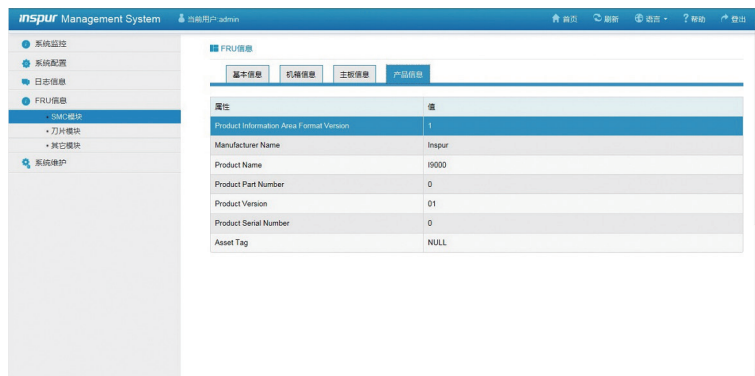 inspur Management System 当前用户:admin 首页 刷新 语言 帮助 登出
系统监控
系统配置
日志信息
FRU信息
SMC模块
刀片模块
其它模块
系统维护
FRU信息
基本信息 机箱信息 主板信息 产品信息
属性 值
Product Information Area Format Version 1
Manufacturer Name Inspur
Product Name I9000
Product Part Number 0
Product Version 01
Product Serial Number 0
Asset Tag NULL